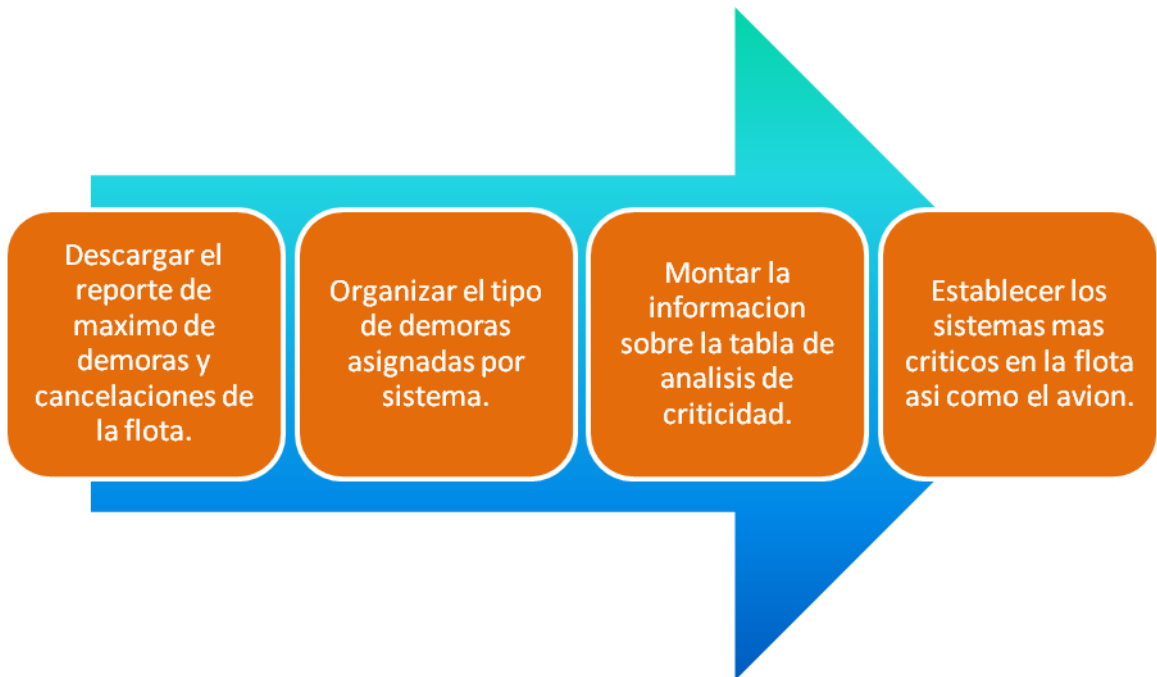 Descargar el
reporte de
maximo de
demoras y
cancelaciones de
la flota.
Organizar el tipo
de demoras
asignadas por
sistema.
Montar la
informacion
sobre la tabla de
analisis de
criticidad.
Establecer los
sistemas mas
criticos en la flota
asi como el avion.